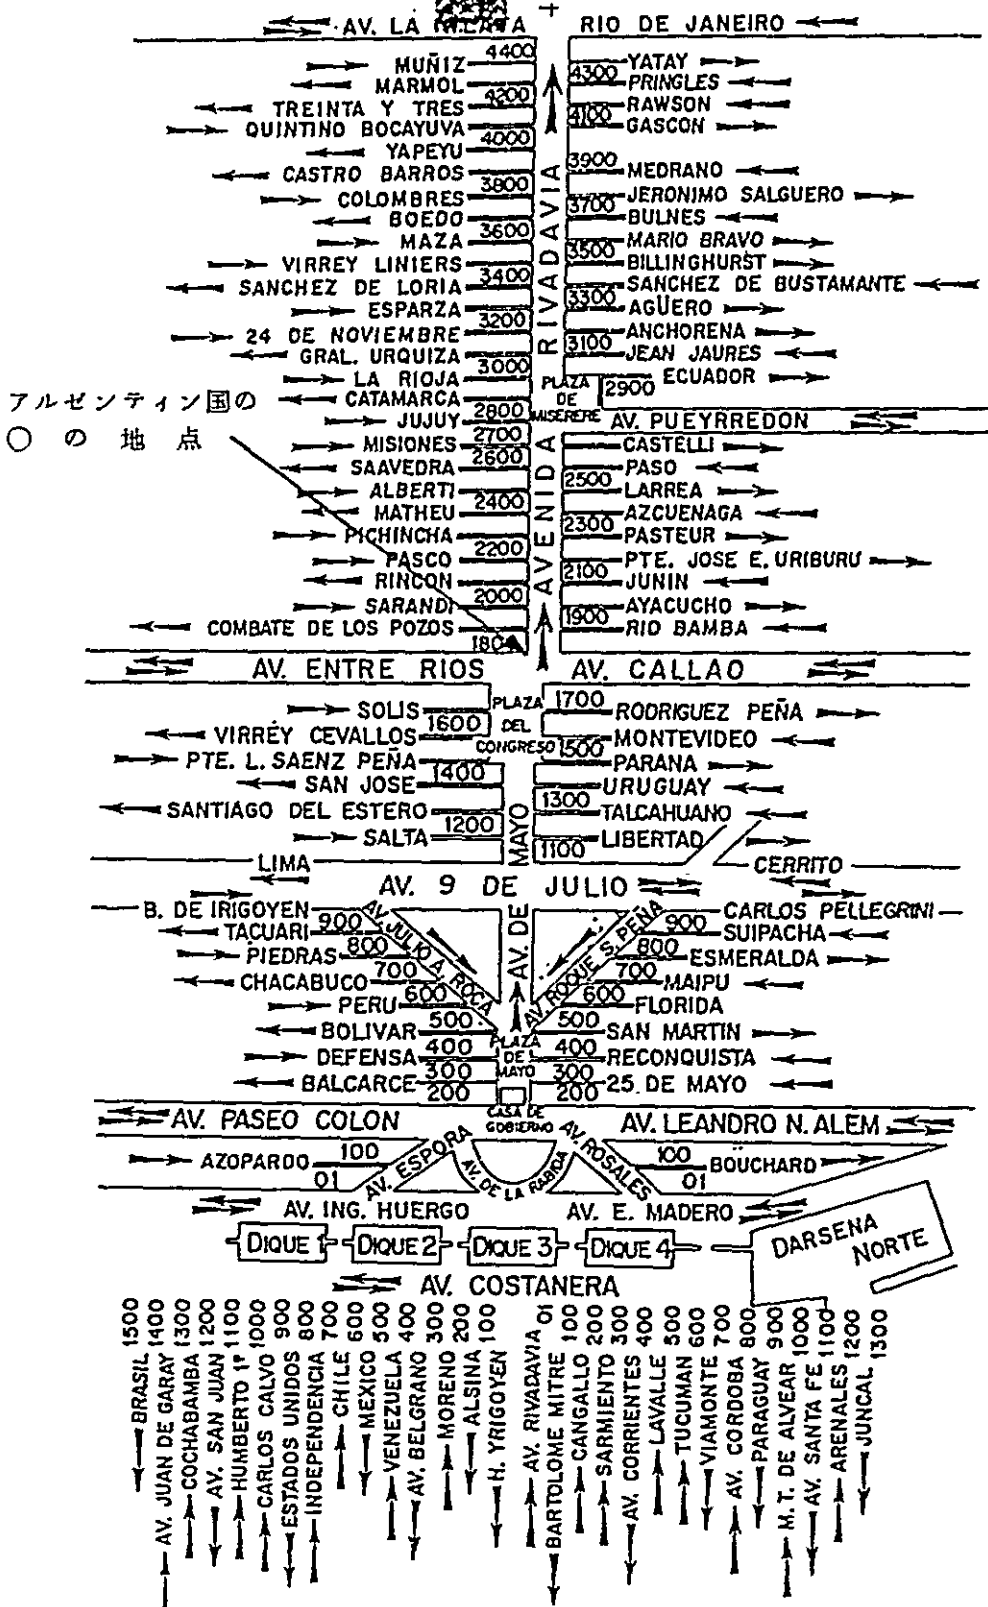 AV. LA PLATA RIO DE JANEIRO
4400
MUÑIZ YATAY
4300
MARMOL PRINGLES
4200
TREINTA Y TRES RAWSON
4100
QUINTINO BOCAYUVA GASCON
4000
YAPEYU
3900
CASTRO BARROS MEDRANO
3800
COLOMBRES JERONIMO SALGUERO
3700
BOEDO BULNES
3600
MAZA MARIO BRAVO
3500
VIRREY LINIERS BILLINGHURST
3400
SANCHEZ DE LORIA SANCHEZ DE BUSTAMANTE
3300
ESPARZA AGÜERO
3200
24 DE NOVIEMBRE ANCHORENA
3100
GRAL. URQUIZA JEAN JAURES
3000
LA RIOJA ECUADOR
PLAZA DE MISERERE
2900
CATAMARCA
2800
JUJUY AV. PUEYRREDON
2700
MISIONES CASTELLI
2600
SAAVEDRA PASO
2500
ALBERTI LARREA
2400
MATHEU AZCUENAGA
2300
PICHINCHA PASTEUR
2200
PASCO PTE. JOSE E. URIBURU
2100
RINCON JUNIN
2000
SARANDI AYACUCHO
1900
COMBATE DE LOS POZOS RIO BAMBA
180
AVENIDA RIVADAVIA
アルゼンティン国の
○ の 地 点
AV. ENTRE RIOS AV. CALLAO
PLAZA DEL CONGRESO
1700
SOLIS RODRIGUEZ PEÑA
1600
VIRREY CEVALLOS MONTEVIDEO
1500
PTE. L. SAENZ PEÑA PARANA
1400
SAN JOSE URUGUAY
1300
SANTIAGO DEL ESTERO TALCAHUANO
1200
SALTA LIBERTAD
1100
LIMA CERRITO
AV. 9 DE JULIO
AV. DE MAYO
B. DE IRIGOYEN CARLOS PELLEGRINI
900 900
TACUARI SUIPACHA
800 800
PIEDRAS ESMERALDA
700 700
CHACABUCO MAIPU
600 600
PERU FLORIDA
500 500
AV. JULIO A. ROCA AV. ROQUE S. PEÑA
BOLIVAR SAN MARTIN
400 400
PLAZA DE MAYO
DEFENSA RECONQUISTA
300 300
BALCARCE 25 DE MAYO
200 200
CASA DE GOBIERNO
AV. PASEO COLON AV. LEANDRO N. ALEM
100 100
AZOPARDO BOUCHARD
01 01
AV. ESPORA AV. DE LA RABIDA AV. ROSALES
AV. ING. HUERGO AV. E. MADERO
DIQUE 1 DIQUE 2 DIQUE 3 DIQUE 4
DARSENA NORTE
AV. COSTANERA
1500 BRASIL
1400 AV. JUAN DE GARAY
1300 COCHABAMBA
1200 AV. SAN JUAN
1100 HUMBERTO 1º
1000 CARLOS CALVO
900 ESTADOS UNIDOS
800 INDEPENDENCIA
700 CHILE
600 MEXICO
500 VENEZUELA
400 AV. BELGRANO
300 MORENO
200 ALSINA
100 H. YRIGOYEN
AV. RIVADAVIA
01 BARTOLOME MITRE
100 CANGALLO
200 SARMIENTO
300 AV. CORRIENTES
400 LAVALLE
500 TUCUMAN
600 VIAMONTE
700 AV. CORDOBA
800 PARAGUAY
900 M. T. DE ALVEAR
1000 AV. SANTA FE
1100 ARENALES
1200 JUNCAL
1300